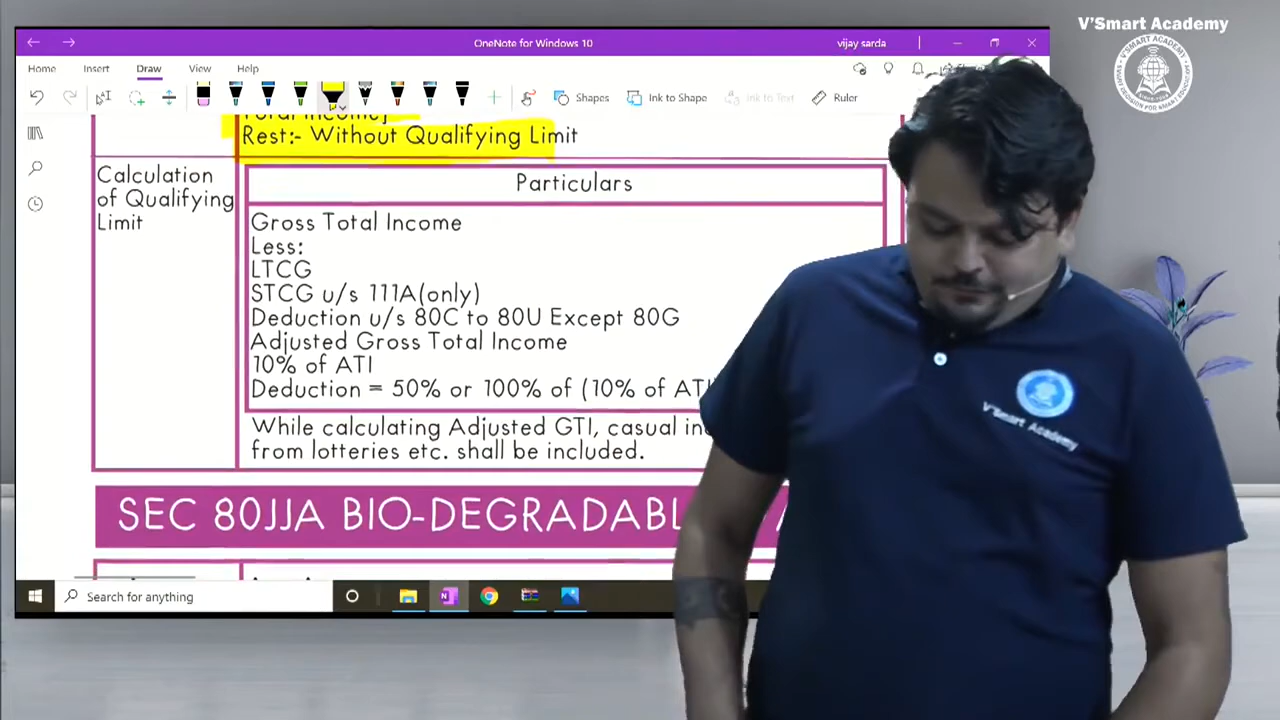 V'Smart Academy
OneNote for Windows 10
vijay sarda
Home Insert Draw View Help
Shapes Ink to Shape Ink to Text Ruler
Total Income]
Rest:- Without Qualifying Limit
Calculation
of Qualifying
Limit
Particulars
Gross Total Income
Less:
LTCG
STCG u/s 111A(only)
Deduction u/s 80C to 80U Except 80G
Adjusted Gross Total Income
10% of ATI
Deduction = 50% or 100% of (10% of ATI
While calculating Adjusted GTI, casual
from lotteries etc. shall be included.
SEC 80JJA
Search for anything
V'Smart Academy